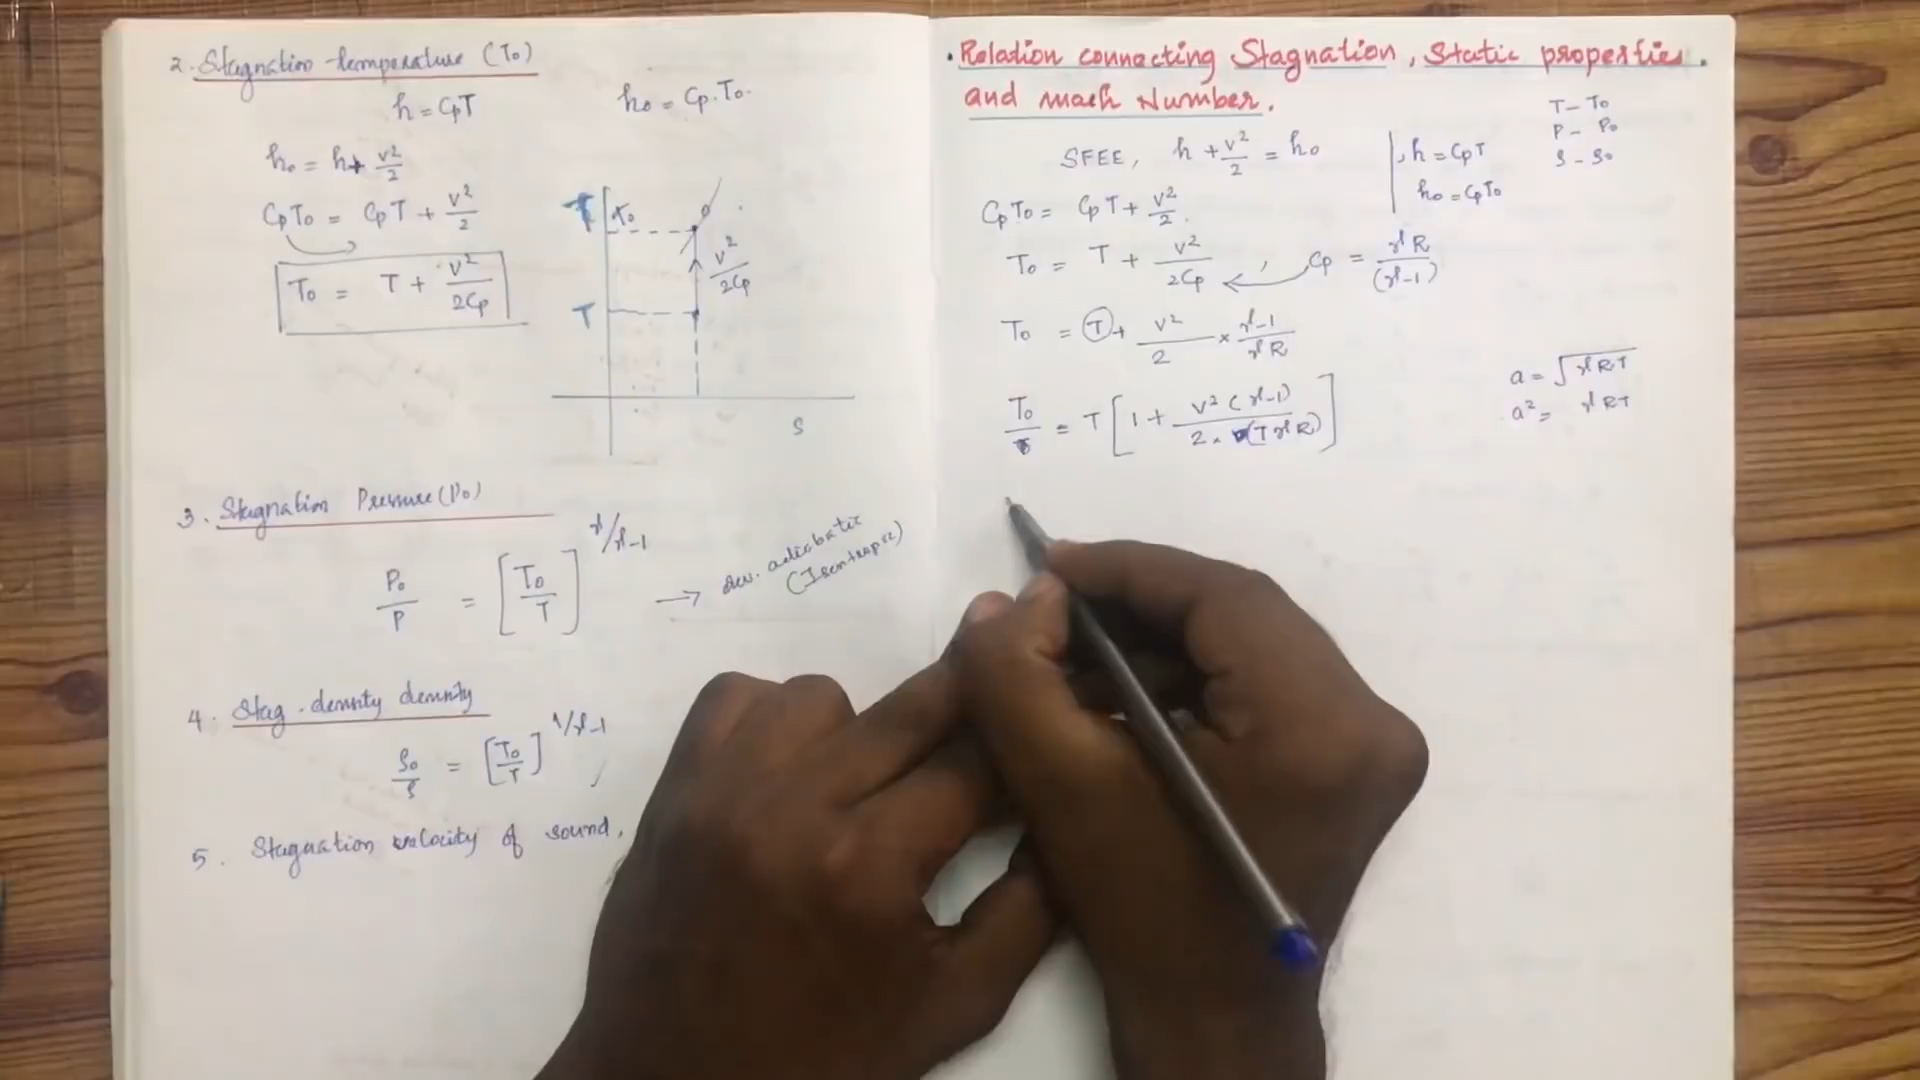 2. Stagnation temperature (T₀)
h = CpT
h₀ = Cp.T₀.
h₀ = h + V²/2
CpT₀ = CpT + V²/2
T₀ = T + V²/2Cp
T₀
V²/2Cp
T
S
3. Stagnation Pressure (P₀)
P₀/P = [T₀/T]^γ/γ-1
adiabatic
4. Stag. density density
ρ₀/ρ = [T₀/T]^1/γ-1
5. Stagnation velocity of sound,
• Relation connecting Stagnation, Static properties.
and mach Number.
T – T₀
P – P₀
ρ – ρ₀
SFEE, h + V²/2 = h₀
h = CpT
h₀ = CpT₀
CpT₀ = CpT + V²/2.
T₀ = T + V²/2Cp , Cp = γR/(γ-1)
T₀ = T + V²/2 × γ-1/γR
a = √γRT
a² = γRT
T₀ = T [1 + V²(γ-1)/2 × (TγR)]